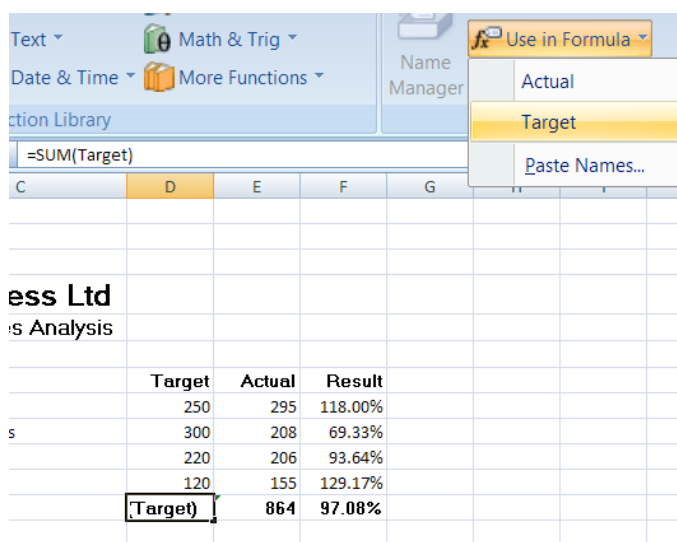 Text
Math & Trig
Use in Formula
Name
Manager
Date & Time
More Functions
Actual
ction Library
Target
=SUM(Target)
Paste Names...
C D E F G
ess Ltd
es Analysis
Target Actual Result
250 295 118.00%
s 300 208 69.33%
220 206 93.64%
120 155 129.17%
Target) 864 97.08%